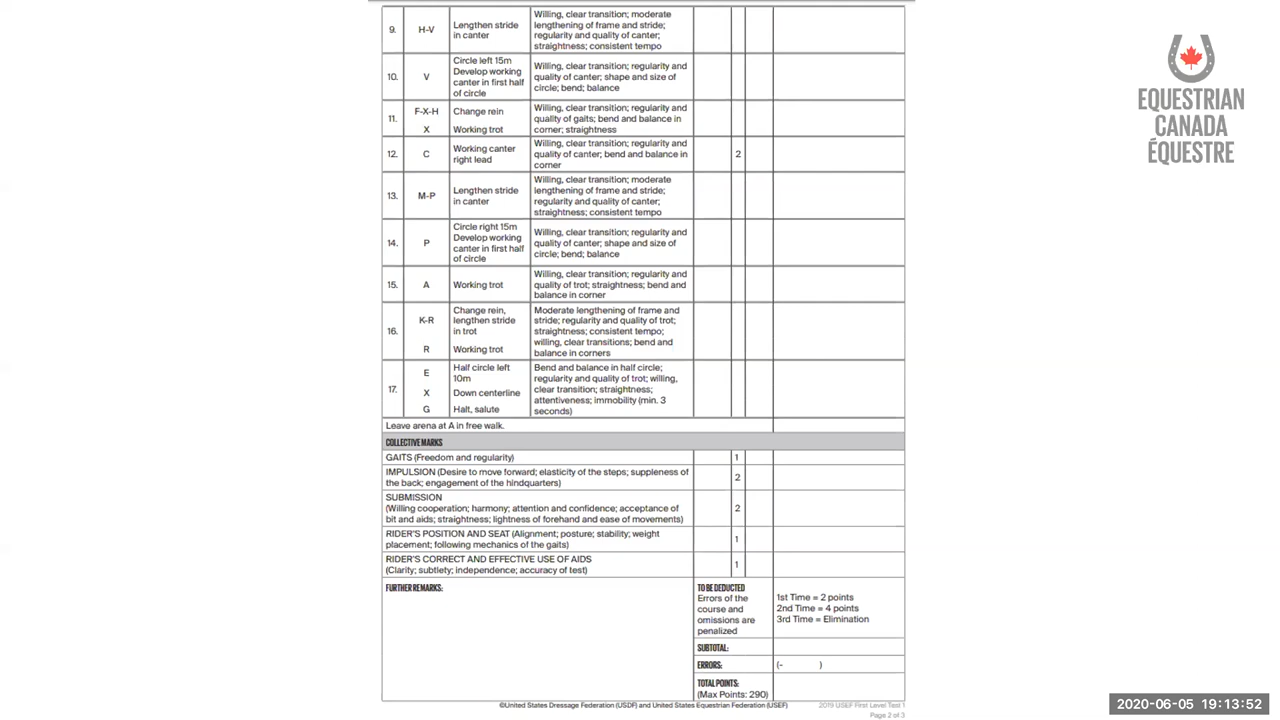 9. H-V Lengthen stride in canter Willing, clear transition; moderate lengthening of frame and stride; regularity and quality of canter; straightness; consistent tempo
10. V Circle left 15m Develop working canter in first half of circle Willing, clear transition; regularity and quality of canter; shape and size of circle; bend; balance
11. F-X-H Change rein X Working trot Willing, clear transition; regularity and quality of gaits; bend and balance in corner; straightness
12. C Working canter right lead Willing, clear transition; regularity and quality of canter; bend and balance in corner 2
13. M-P Lengthen stride in canter Willing, clear transition; moderate lengthening of frame and stride; regularity and quality of canter; straightness; consistent tempo
14. P Circle right 15m Develop working canter in first half of circle Willing, clear transition; regularity and quality of canter; shape and size of circle; bend; balance
15. A Working trot Willing, clear transition; regularity and quality of trot; straightness; bend and balance in corner
16. K-R Change rein, lengthen stride in trot R Working trot Moderate lengthening of frame and stride; regularity and quality of trot; straightness; consistent tempo; willing, clear transitions; bend and balance in corners
17. E Half circle left 10m X Down centerline G Halt, salute Bend and balance in half circle; regularity and quality of trot; willing, clear transition; straightness; attentiveness; immobility (min. 3 seconds)
Leave arena at A in free walk.
COLLECTIVE MARKS
GAITS (Freedom and regularity) 1
IMPULSION (Desire to move forward; elasticity of the steps; suppleness of
the back; engagement of the hindquarters) 2
SUBMISSION
(Willing cooperation; harmony; attention and confidence; acceptance of
bit and aids; straightness; lightness of forehand and ease of movements) 2
RIDER'S POSITION AND SEAT (Alignment; posture; stability; weight
placement; following mechanics of the gaits) 1
RIDER'S CORRECT AND EFFECTIVE USE OF AIDS
(Clarity; subtlety; independence; accuracy of test) 1
FURTHER REMARKS:
TO BE DEDUCTED
Errors of the
course and
omissions are
penalized
1st Time = 2 points
2nd Time = 4 points
3rd Time = Elimination
SUBTOTAL:
ERRORS: (- )
TOTAL POINTS:
(Max Points: 290)
©United States Dressage Federation (USDF) and United States Equestrian Federation (USEF)
2019 USEF First Level Test 1
Page 2 of 3
EQUESTRIAN
CANADA
ÉQUESTRE
2020-06-05 19:13:52